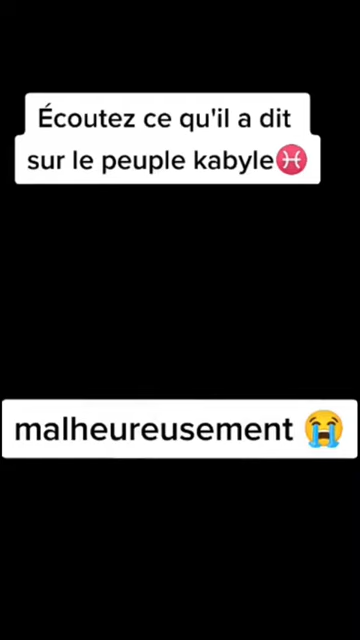 Écoutez ce qu'il a dit
sur le peuple kabyle♓
malheureusement 😭